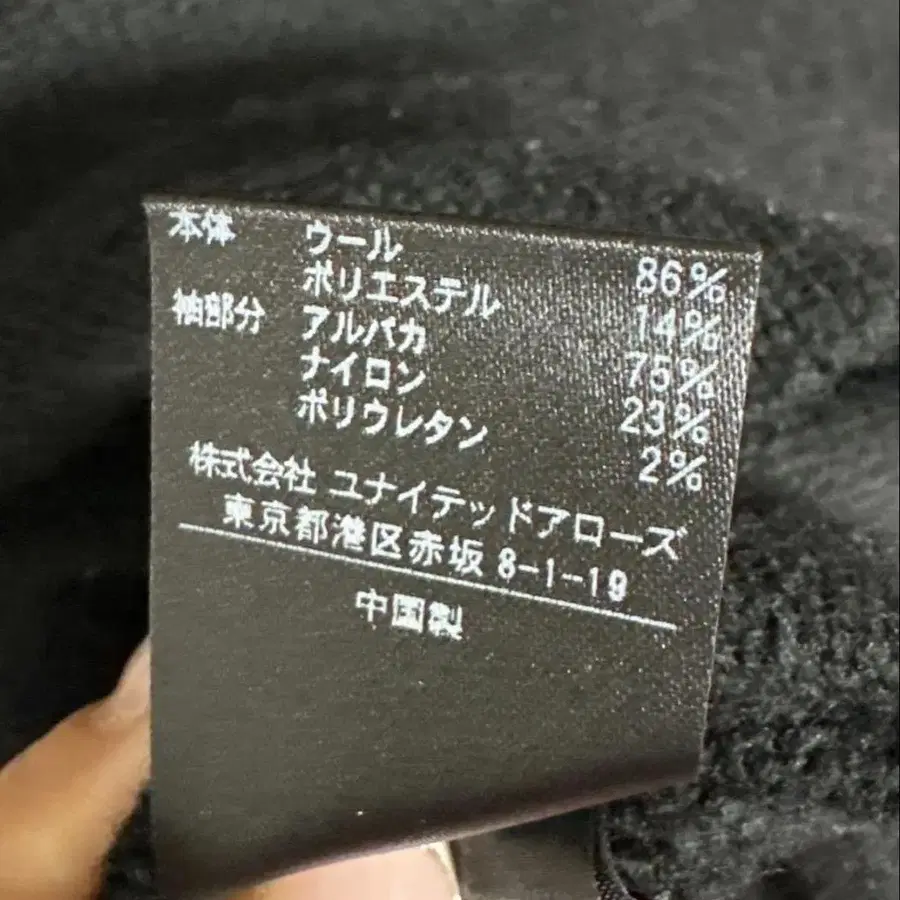 本体 ウール 86%
ポリエステル 14%
袖部分 アルパカ 75%
ナイロン 23%
ポリウレタン 2%
株式会社 ユナイテッドアローズ
東京都港区赤坂 8-1-19
中国製